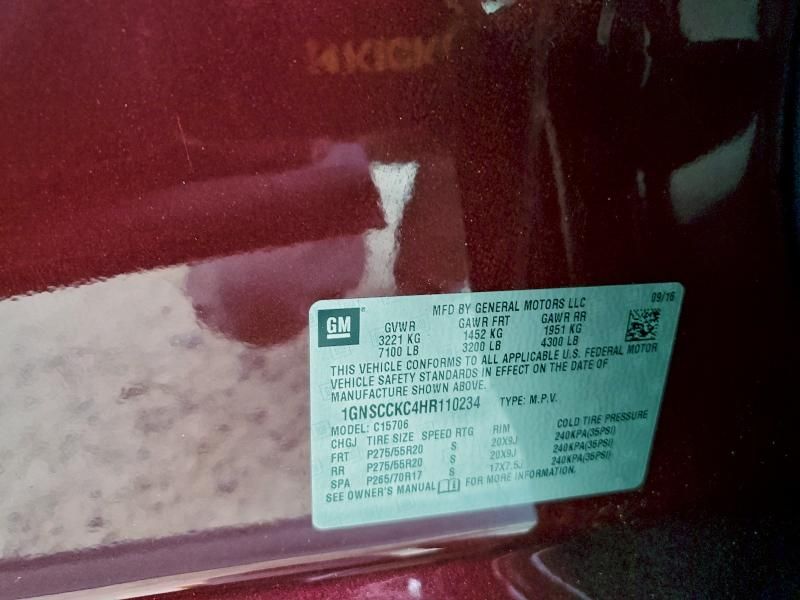 MFD BY GENERAL MOTORS LLC 09/16
GM GVWR GAWR FRT GAWR RR
3221 KG 1452 KG 1951 KG
7100 LB 3200 LB 4300 LB
THIS VEHICLE CONFORMS TO ALL APPLICABLE U.S. FEDERAL MOTOR
VEHICLE SAFETY STANDARDS IN EFFECT ON THE DATE OF
MANUFACTURE SHOWN ABOVE.
1GNSCCKC4HR110234 TYPE: M.P.V.
MODEL: C15706
CHGJ TIRE SIZE SPEED RTG RIM COLD TIRE PRESSURE
FRT P275/55R20 S 20X9J 240KPA(35PSI)
RR P275/55R20 S 20X9J 240KPA(35PSI)
SPA P265/70R17 S 17X7.5J 240KPA(35PSI)
SEE OWNER'S MANUAL FOR MORE INFORMATION.